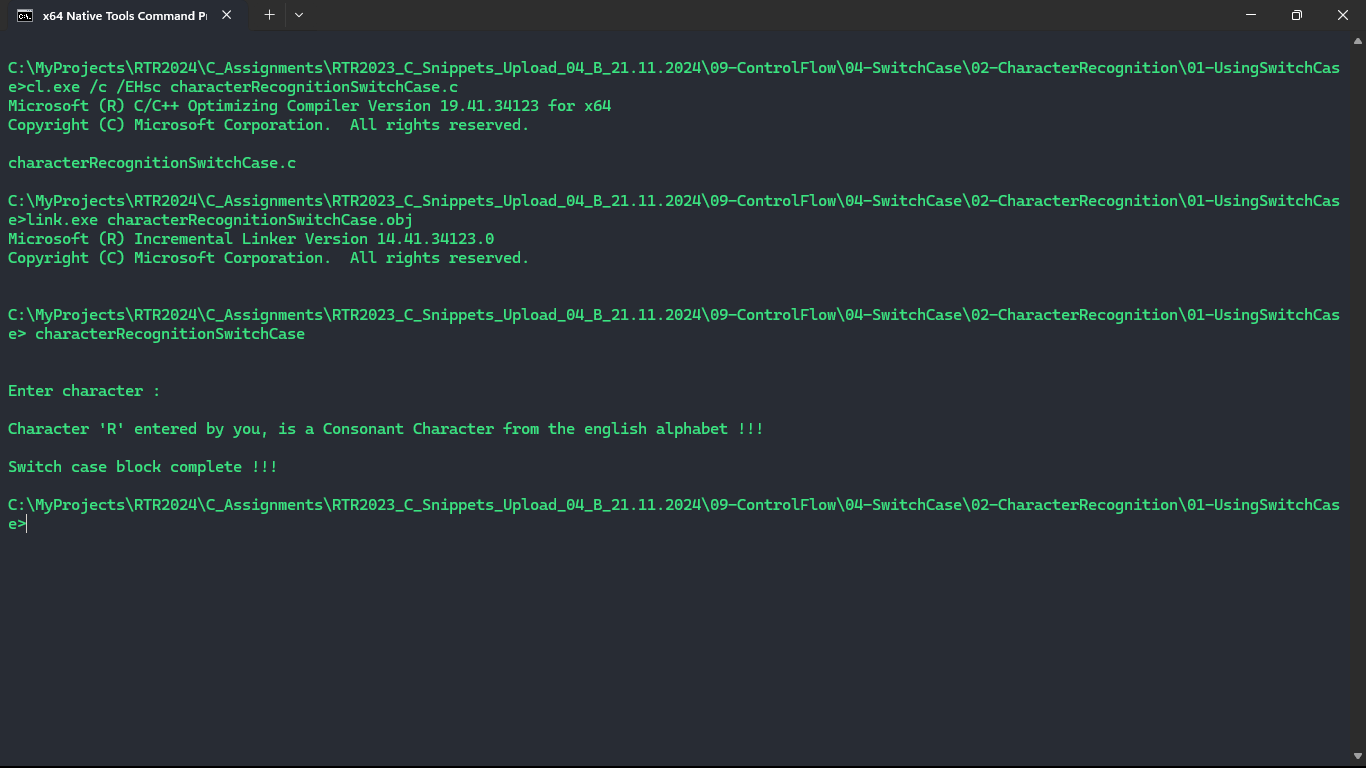 x64 Native Tools Command Pr
C:\MyProjects\RTR2024\C_Assignments\RTR2023_C_Snippets_Upload_04_B_21.11.2024\09-ControlFlow\04-SwitchCase\02-CharacterRecognition\01-UsingSwitchCas
e>cl.exe /c /EHsc characterRecognitionSwitchCase.c
Microsoft (R) C/C++ Optimizing Compiler Version 19.41.34123 for x64
Copyright (C) Microsoft Corporation.  All rights reserved.
characterRecognitionSwitchCase.c
C:\MyProjects\RTR2024\C_Assignments\RTR2023_C_Snippets_Upload_04_B_21.11.2024\09-ControlFlow\04-SwitchCase\02-CharacterRecognition\01-UsingSwitchCas
e>link.exe characterRecognitionSwitchCase.obj
Microsoft (R) Incremental Linker Version 14.41.34123.0
Copyright (C) Microsoft Corporation.  All rights reserved.
C:\MyProjects\RTR2024\C_Assignments\RTR2023_C_Snippets_Upload_04_B_21.11.2024\09-ControlFlow\04-SwitchCase\02-CharacterRecognition\01-UsingSwitchCas
e> characterRecognitionSwitchCase
Enter character :
Character 'R' entered by you, is a Consonant Character from the english alphabet !!!
Switch case block complete !!!
C:\MyProjects\RTR2024\C_Assignments\RTR2023_C_Snippets_Upload_04_B_21.11.2024\09-ControlFlow\04-SwitchCase\02-CharacterRecognition\01-UsingSwitchCas
e>